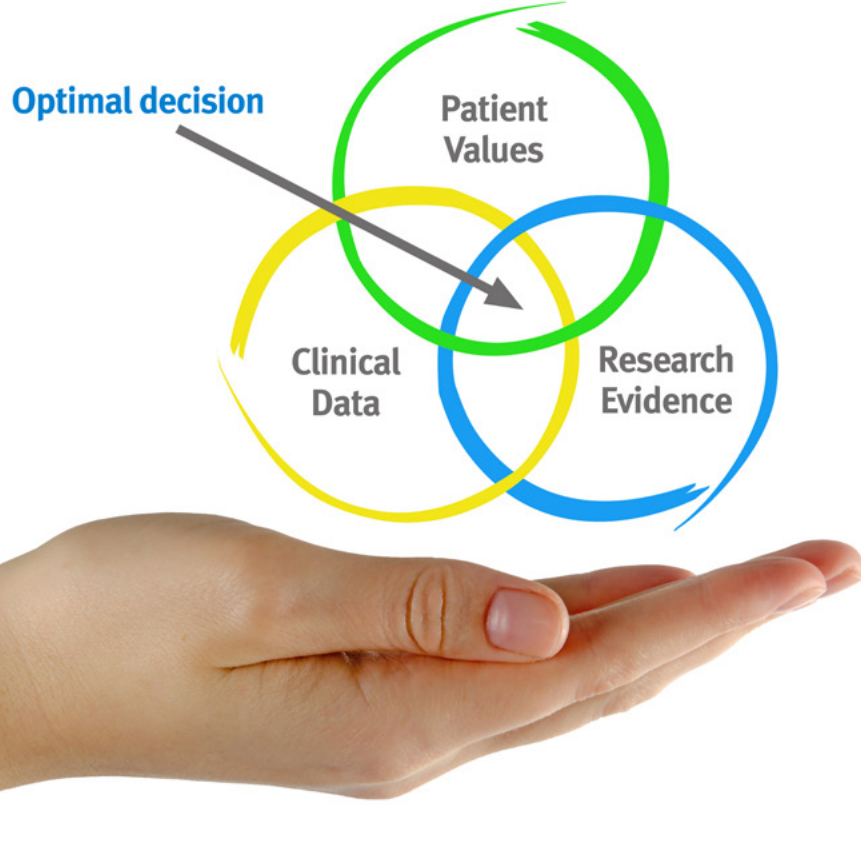 Optimal decision
Patient
Values
Clinical
Data
Research
Evidence